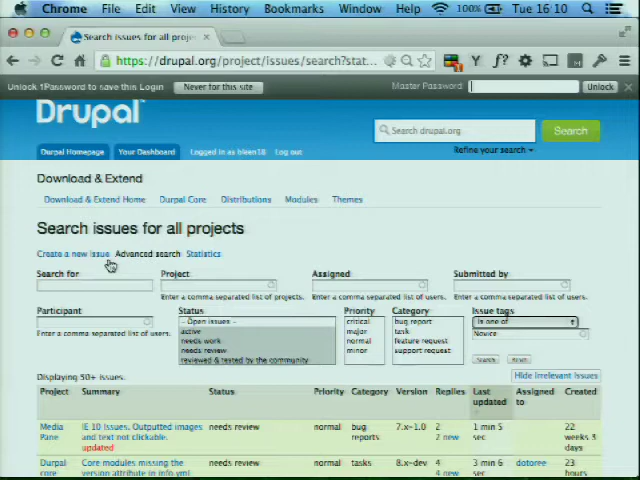 Chrome File Edit View History Bookmarks Window Help 100% Tue 16:10
Search issues for all proje
https://drupal.org/project/issues/search?stat...
Unlock 1Password to save this Login Never for this site Master Password: Unlock
Drupal
Search drupal.org Search
Refine your search
Drupal Homepage Your Dashboard Logged in as bleen18 Log out
Download & Extend
Download & Extend Home Drupal Core Distributions Modules Themes
Search issues for all projects
Create a new issue Advanced search Statistics
Search for Project Assigned Submitted by
Enter a comma separated list of projects. Enter a comma separated list of users. Enter a comma separated list of users.
Participant Status Priority Category Issue tags
Enter a comma separated list of users.
- Open issues -
active
needs work
needs review
reviewed & tested by the community
critical
major
normal
minor
bug report
task
feature request
support request
Is one of
Novice
Search Reset
Displaying 50+ issues. Hide Irrelevant Issues
Project Summary Status Priority Category Version Replies Last updated Assigned to Created
Media Pane IE 10 Issues. Outputted images and text not clickable. updated needs review normal bug reports 7.x-1.0 2 2 new 1 min 5 sec 22 weeks 3 days
Drupal core Core modules missing the version attribute in info.yml needs review normal tasks 8.x-dev 4 4 new 3 min 6 sec dotoree 23 hours